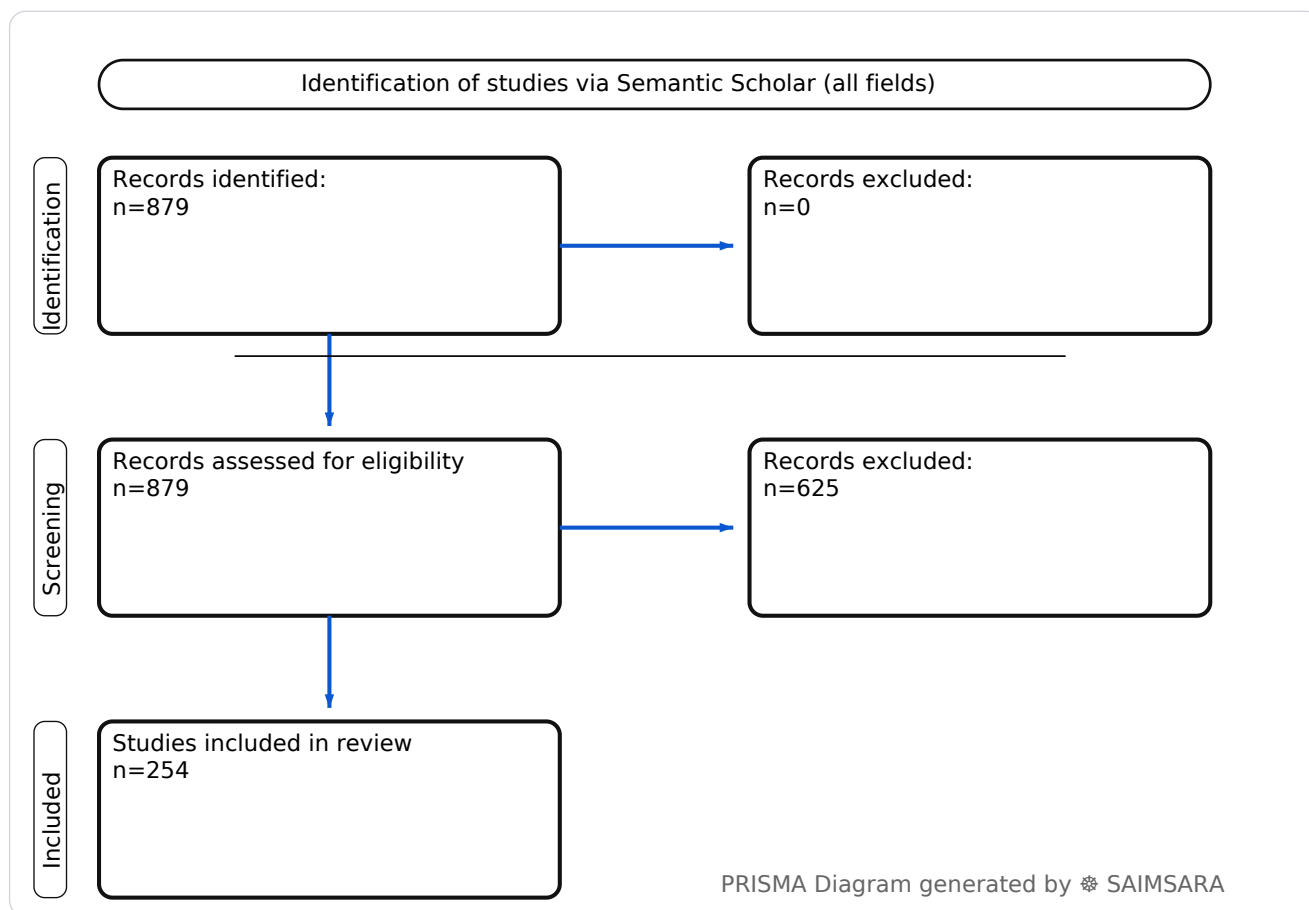 Identification of studies via Semantic Scholar (all fields)
Identification
Records identified:
n=879
Records excluded:
n=0
Screening
Records assessed for eligibility
n=879
Records excluded:
n=625
Included
Studies included in review
n=254
PRISMA Diagram generated by ☸ SAIMSARA